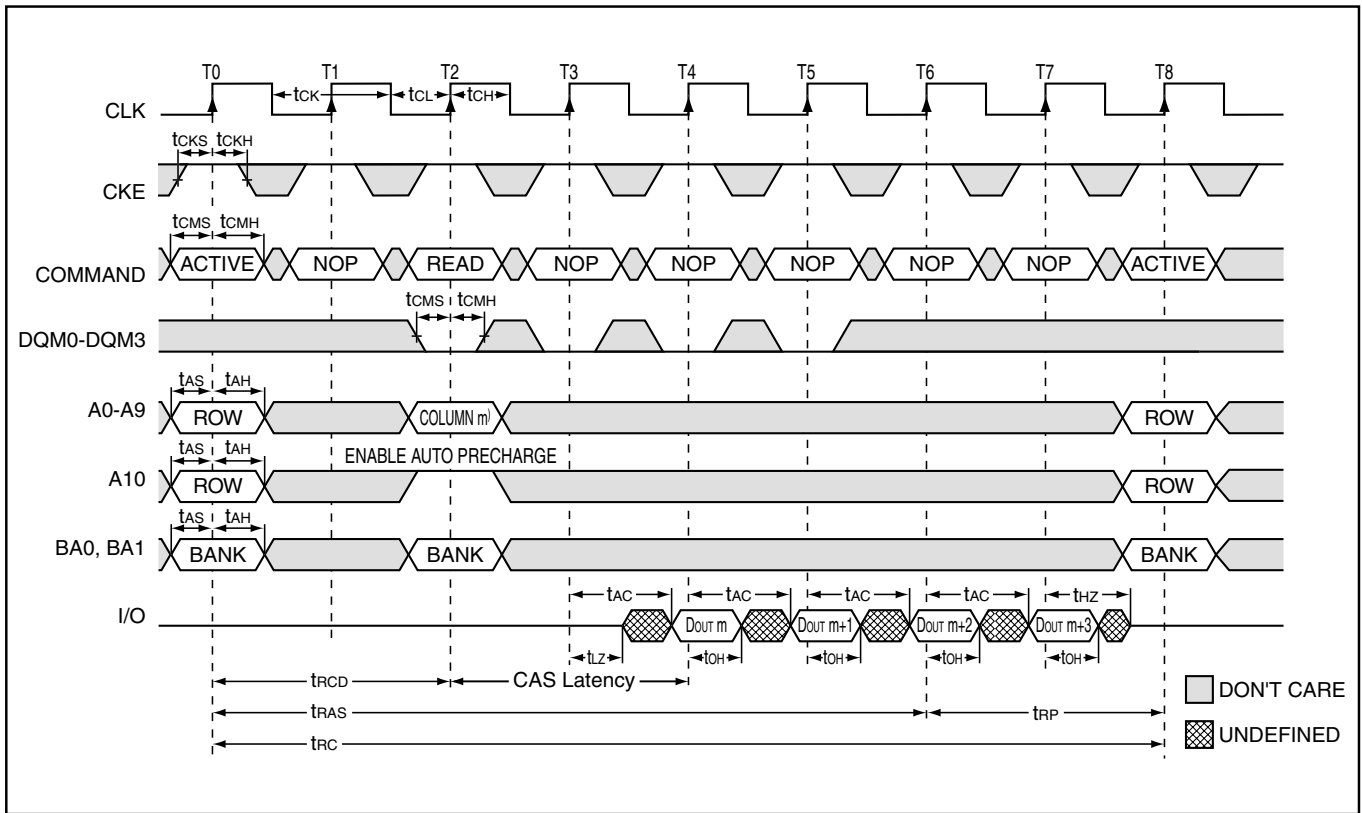 T0 T1 T2 T3 T4 T5 T6 T7 T8
CLK tCK tCL tCH
tCKS tCKH
CKE
tCMS tCMH
COMMAND ACTIVE NOP READ NOP NOP NOP NOP NOP ACTIVE
tCMS tCMH
DQM0-DQM3
tAS tAH
A0-A9 ROW COLUMN m) ROW
tAS tAH ENABLE AUTO PRECHARGE
A10 ROW ROW
tAS tAH
BA0, BA1 BANK BANK BANK
tAC tAC tAC tAC tHZ
I/O DOUT m DOUT m+1 DOUT m+2 DOUT m+3
tLZ tOH tOH tOH tOH
tRCD CAS Latency
DON'T CARE
tRAS tRP
UNDEFINED
tRC